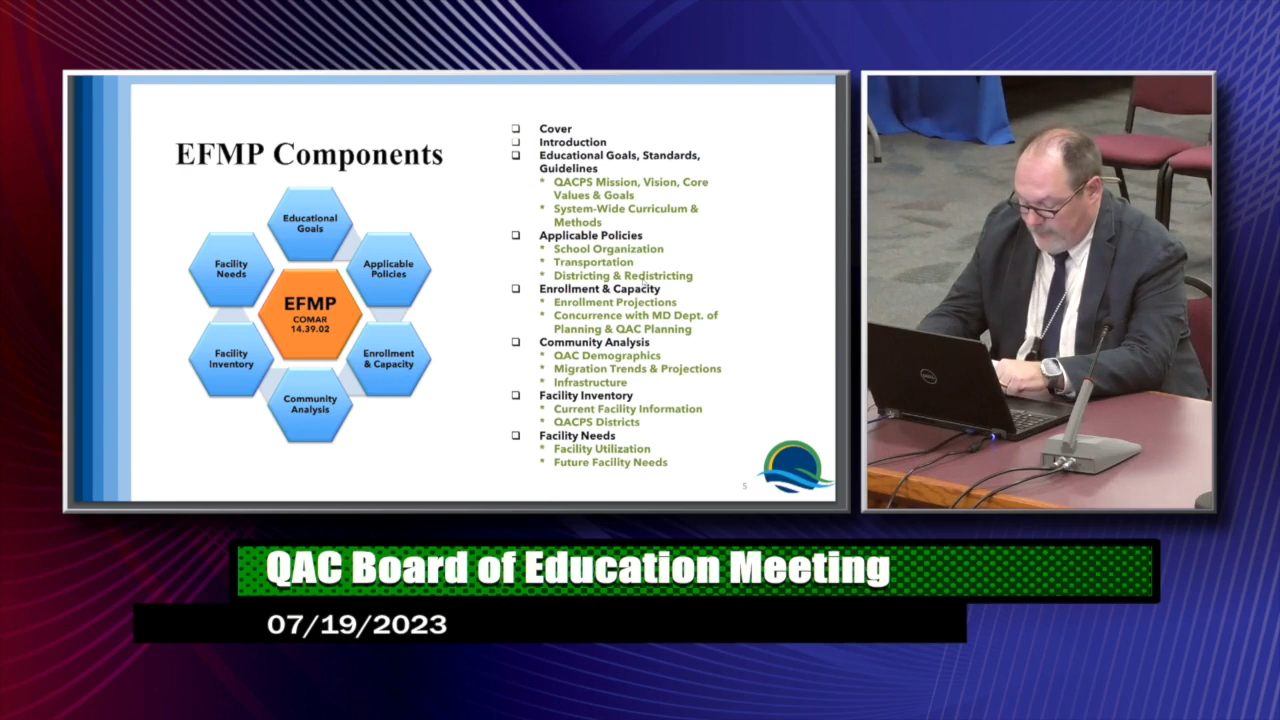 EFMP Components
Educational
Goals
Facility
Needs
Applicable
Policies
EFMP
COMAR
14.39.02
Facility
Inventory
Enrollment
& Capacity
Community
Analysis
Cover
Introduction
Educational Goals, Standards,
Guidelines
* QACPS Mission, Vision, Core
Values & Goals
* System-Wide Curriculum &
Methods
Applicable Policies
* School Organization
* Transportation
* Districting & Redistricting
Enrollment & Capacity
* Enrollment Projections
* Concurrence with MD Dept. of
Planning & QAC Planning
Community Analysis
* QAC Demographics
* Migration Trends & Projections
* Infrastructure
Facility Inventory
* Current Facility Information
* QACPS Districts
Facility Needs
* Facility Utilization
* Future Facility Needs
5
DELL
QAC Board of Education Meeting
07/19/2023